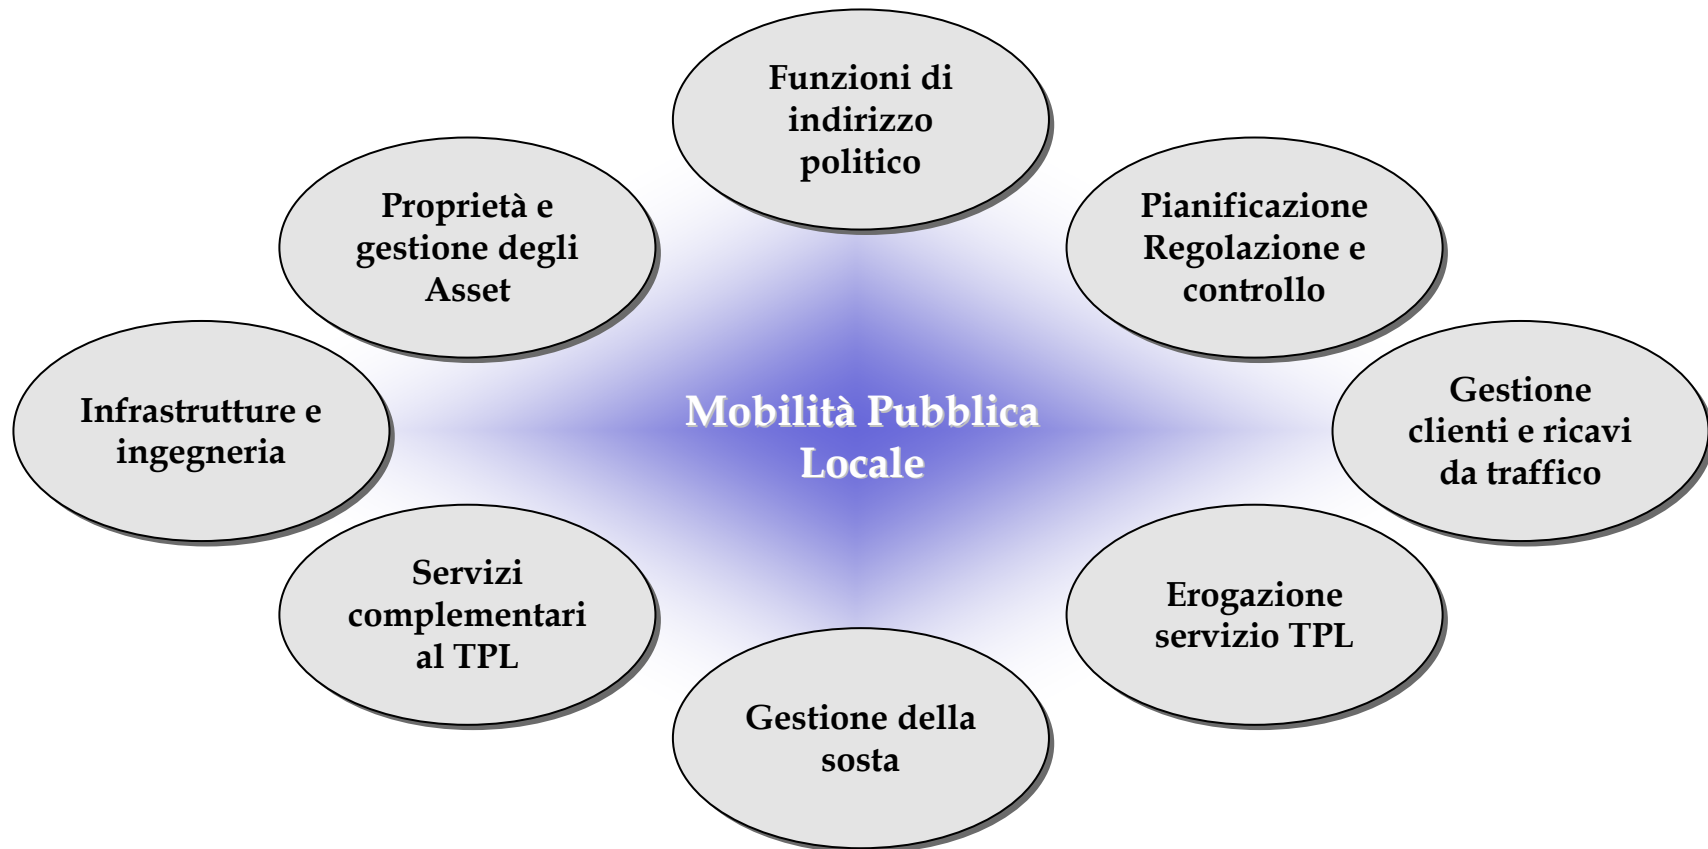 Funzioni di
indirizzo
politico
Proprietà e
gestione degli
Asset
Pianificazione
Regolazione e
controllo
Infrastrutture e
ingegneria
Mobilità Pubblica
Locale
Gestione
clienti e ricavi
da traffico
Servizi
complementari
al TPL
Erogazione
servizio TPL
Gestione della
sosta